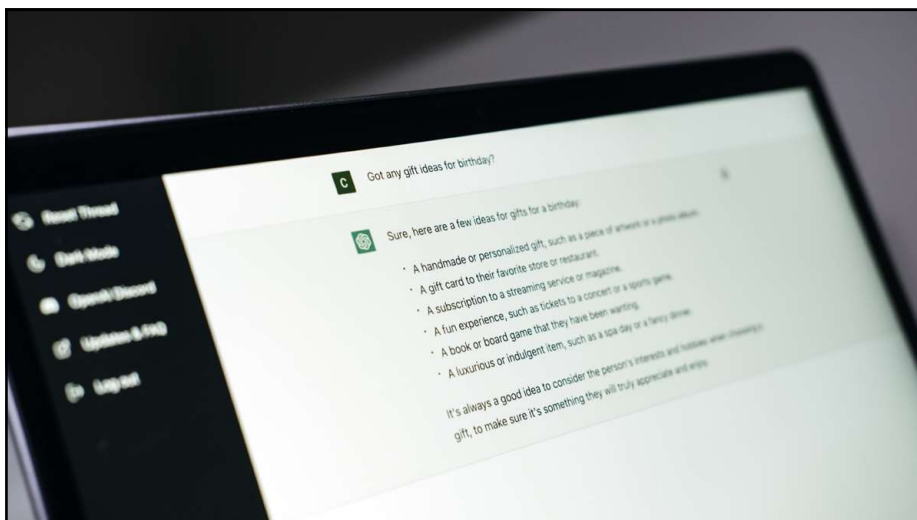 Reset Thread
Dark Mode
OpenAI Discord
Updates & FAQ
Log out
C
Got any gift ideas for birthday?
Sure, here are a few ideas for gifts for a birthday:
· A handmade or personalized gift, such as a piece of artwork or a photo album.
· A gift card to their favorite store or restaurant.
· A subscription to a streaming service or magazine.
· A fun experience, such as tickets to a concert or a sports game.
· A book or board game that they have been wanting.
· A luxurious or indulgent item, such as a spa day or a fancy dinner.
It's always a good idea to consider the person's interests and hobbies when choosing a
gift, to make sure it's something they will truly appreciate and enjoy.